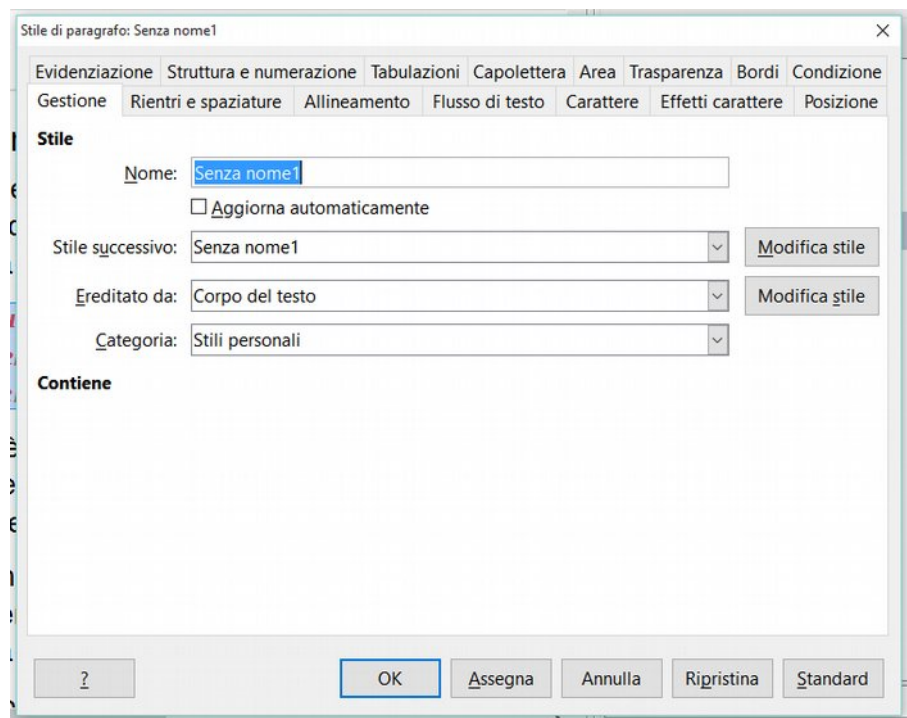 Stile di paragrafo: Senza nome1
Evidenziazione Struttura e numerazione Tabulazioni Capolettera Area Trasparenza Bordi Condizione
Gestione Rientri e spaziature Allineamento Flusso di testo Carattere Effetti carattere Posizione
Stile
Nome: Senza nome1
Aggiorna automaticamente
Stile successivo: Senza nome1 Modifica stile
Ereditato da: Corpo del testo Modifica stile
Categoria: Stili personali
Contiene
? OK Assegna Annulla Ripristina Standard